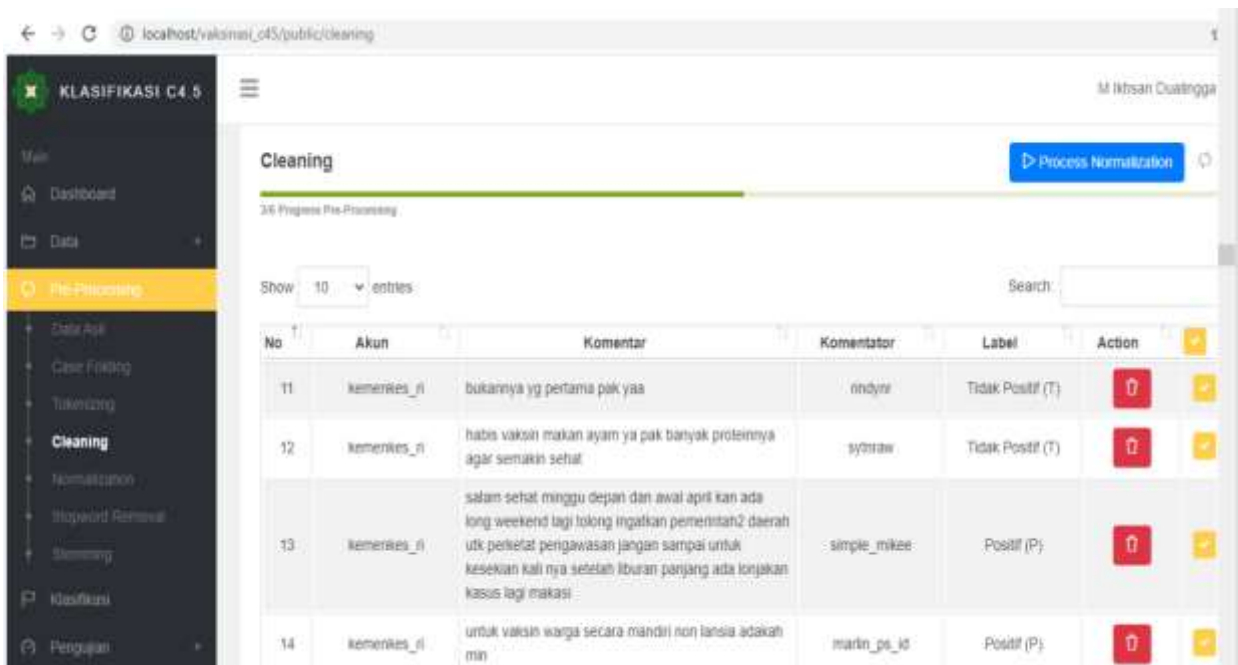 localhost/vaksinasi_c45/public/cleaning
KLASIFIKASI C4.5
M Ikhsan Duatingga
Main
Dashboard
Data
Pre-Processing
Data Asli
Case Folding
Tokenizing
Cleaning
Normalization
Stopword Removal
Stemming
Klasifikasi
Pengujian
Cleaning
Process Normalization
3/6 Progress Pre-Processing
Show 10 entries
Search:
No Akun Komentar Komentator Label Action
11 kemenkes_ri bukannya yg pertama pak yaa rindynr Tidak Positif (T)
12 kemenkes_ri habis vaksin makan ayam ya pak banyak proteinnya
agar semakin sehat
sytnraw Tidak Positif (T)
13 kemenkes_ri salam sehat minggu depan dan awal april kan ada
long weekend lagi tolong ingatkan pemerintah2 daerah
utk perketat pengawasan jangan sampai untuk
kesekian kali nya setelah liburan panjang ada lonjakan
kasus lagi makasi
simple_mikee Positif (P)
14 kemenkes_ri untuk vaksin warga secara mandiri non lansia adakah
min
marlin_ps_id Positif (P)